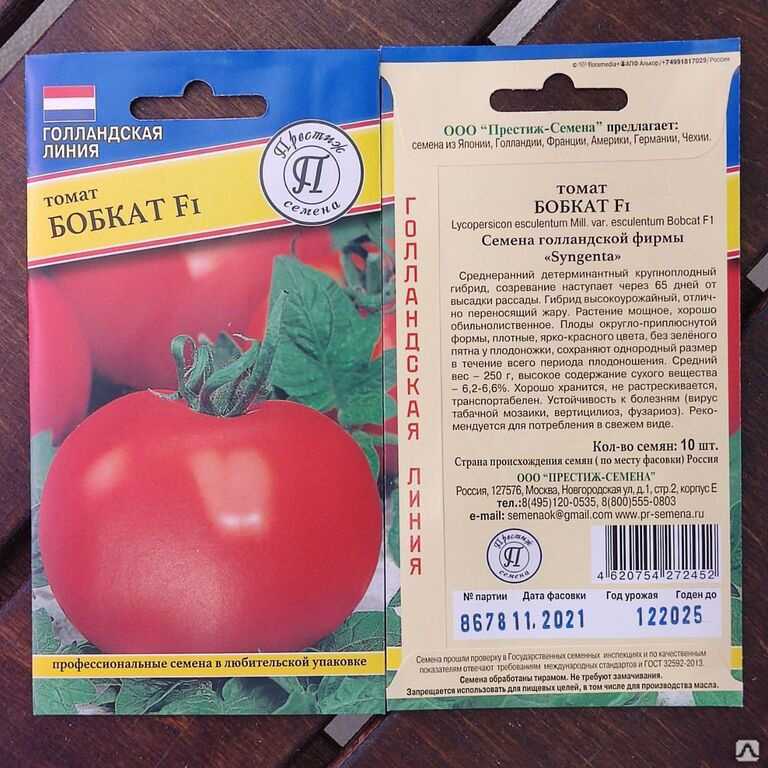 ГОЛЛАНДСКАЯ
ЛИНИЯ
томат
БОБКАТ F1
Престиж
П
семена
профессиональные семена в любительской упаковке
ООО "Престиж-Семена" предлагает:
семена из Японии, Голландии, Франции, Америки, Германии, Чехии.
ГОЛЛАНДСКАЯ ЛИНИЯ
томат
БОБКАТ F1
Lycopersicon esculentum Mill. var. esculentum Bobcat F1
Семена голландской фирмы
«Syngenta»
Среднеранний детерминантный крупноплодный
гибрид, созревание наступает через 65 дней от
высадки рассады. Гибрид высокоурожайный, отлич-
но переносящий жару. Растение мощное, хорошо
обильнолиственное. Плоды округло-приплюснутой
формы, плотные, ярко-красного цвета, без зелёного
пятна у плодоножки, сохраняют однородный размер
в течение всего периода плодоношения. Средний
вес – 250 г, высокое содержание сухого вещества
– 6,2-6,6%. Хорошо хранится, не растрескивается,
транспортабелен. Устойчивость к болезням (вирус
табачной мозаики, вертицилиоз, фузариоз). Реко-
мендуется для потребления в свежем виде.
Кол-во семян: 10 шт.
Страна происхождения семян ( по месту фасовки) Россия
ООО "ПРЕСТИЖ-СЕМЕНА"
Россия, 127576, Москва, Новгородская ул, д.1, стр.2, корпус Е
тел.:8(495)120-0535, 8(800)555-0803
e-mail: semenaok@gmail.com www.pr-semena.ru
Престиж
П
семена
4 620754 272452
№ партии Дата фасовки Год урожая Годен до
8678 11.2021 122025
Семена прошли проверку в Государственных семенных инспекциях и по качественным
показателям отвечают требованиям международных стандартов и ГОСТ 32592-2013.
Семена обработаны тирамом. Не требуют замачивания.
Запрещается использовать для пищевых целей, в том числе для производства масла.